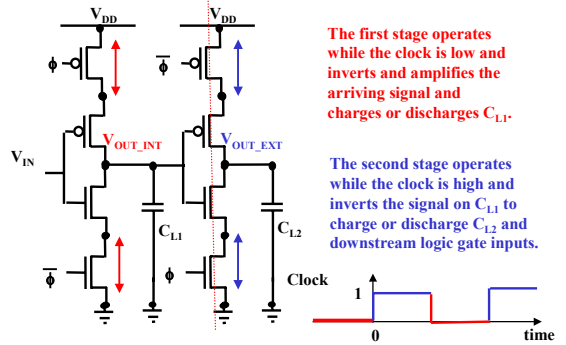 V_DD
V_DD
ϕ
ϕ̅
V_IN
V_OUT_INT
V_OUT_EXT
C_L1
C_L2
ϕ̅
ϕ
The first stage operates
while the clock is low and
inverts and amplifies the
arriving signal and
charges or discharges C_L1.
The second stage operates
while the clock is high and
inverts the signal on C_L1 to
charge or discharge C_L2 and
downstream logic gate inputs.
Clock
1
0
time